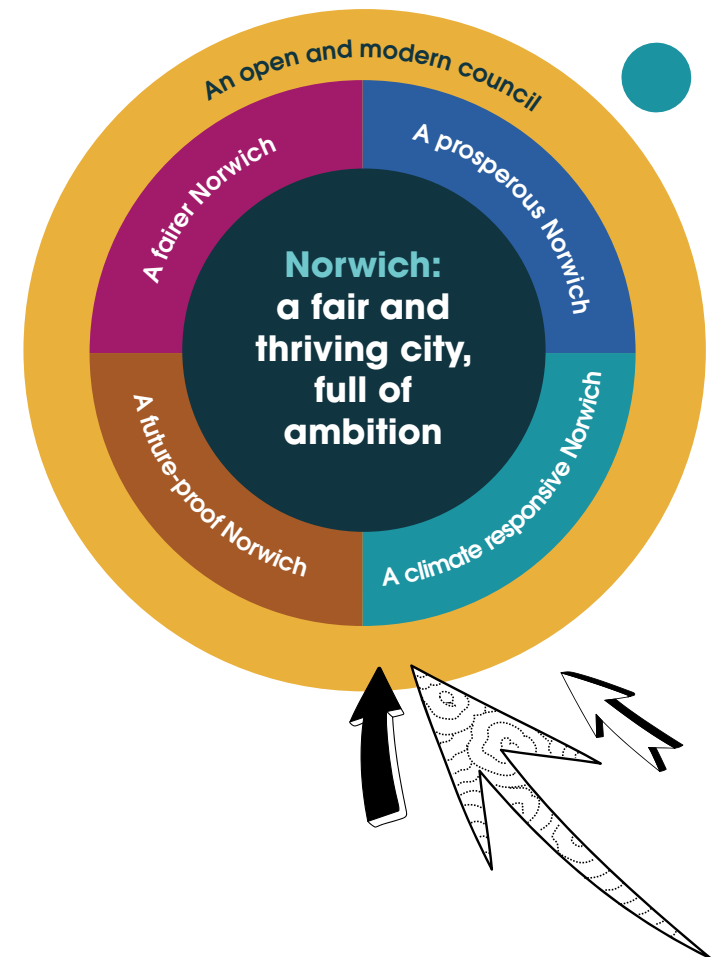 An open and modern council
A fairer Norwich
A prosperous Norwich
Norwich:
a fair and
thriving city,
full of
ambition
A future-proof Norwich
A climate responsive Norwich